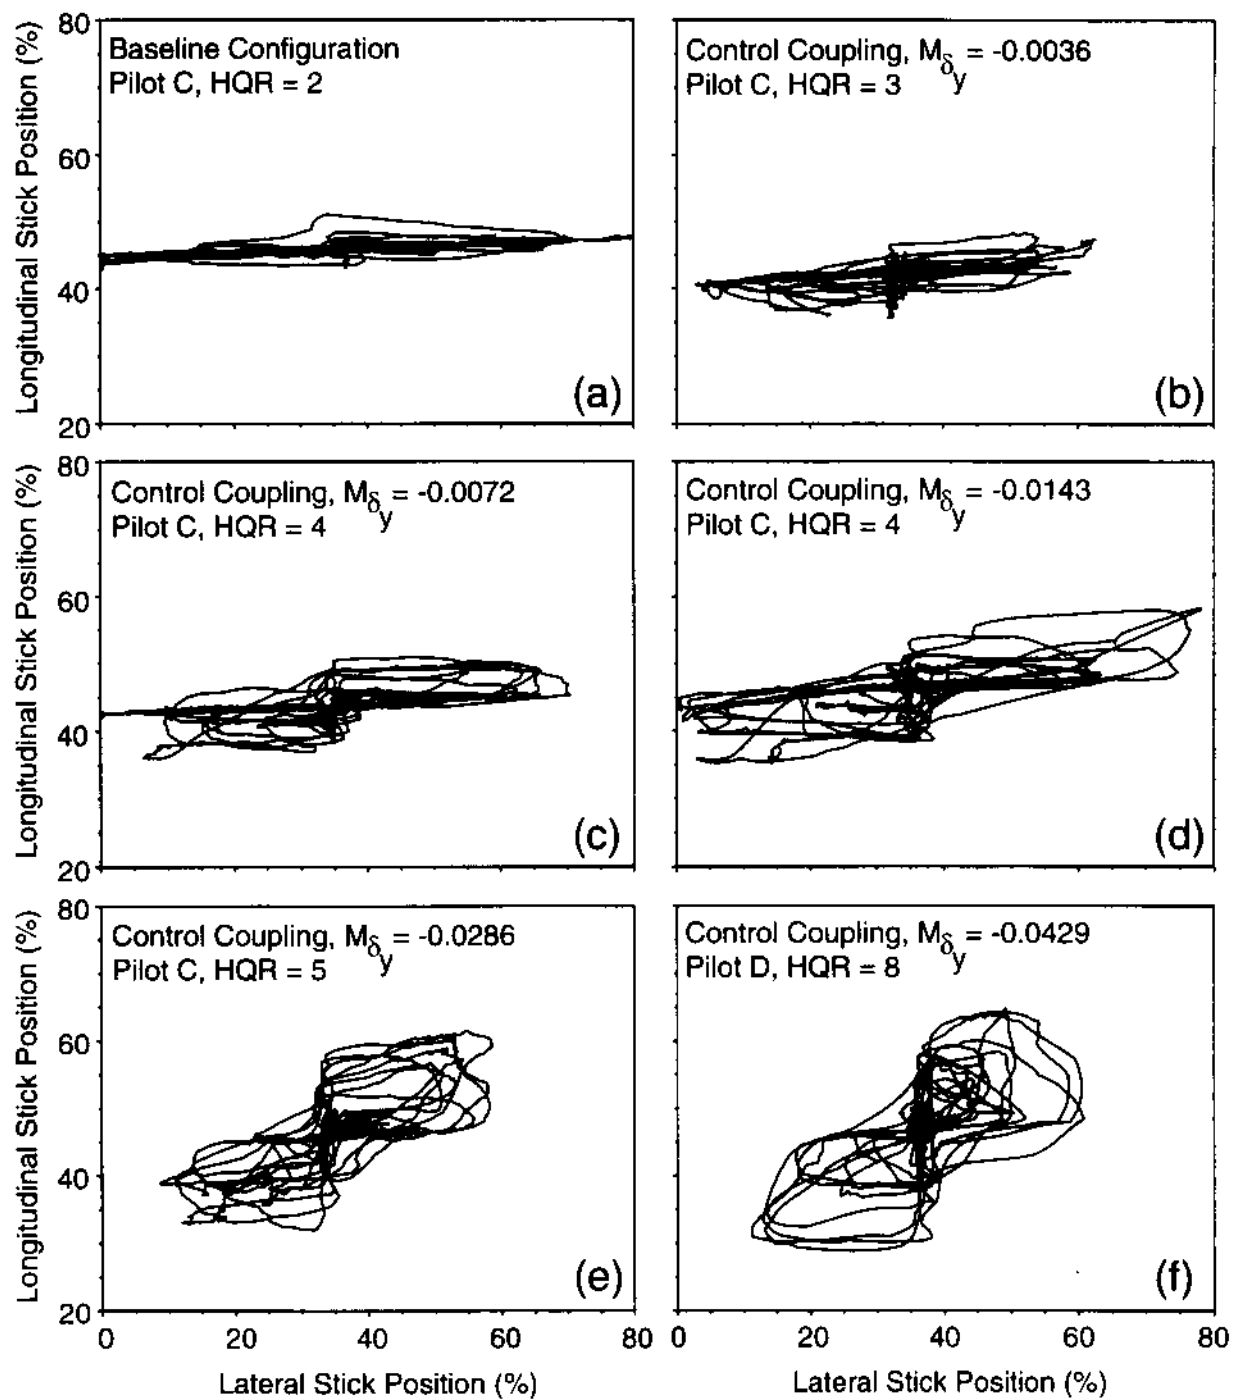 80
60
40
20
Longitudinal Stick Position (%)
Baseline Configuration
Pilot C, HQR = 2
(a)
Control Coupling, Mδy = -0.0036
Pilot C, HQR = 3
(b)
80
60
40
20
Longitudinal Stick Position (%)
Control Coupling, Mδy = -0.0072
Pilot C, HQR = 4
(c)
Control Coupling, Mδy = -0.0143
Pilot C, HQR = 4
(d)
80
60
40
20
Longitudinal Stick Position (%)
Control Coupling, Mδy = -0.0286
Pilot C, HQR = 5
(e)
Control Coupling, Mδy = -0.0429
Pilot D, HQR = 8
(f)
0 20 40 60 80
0 20 40 60 80
Lateral Stick Position (%)
Lateral Stick Position (%)